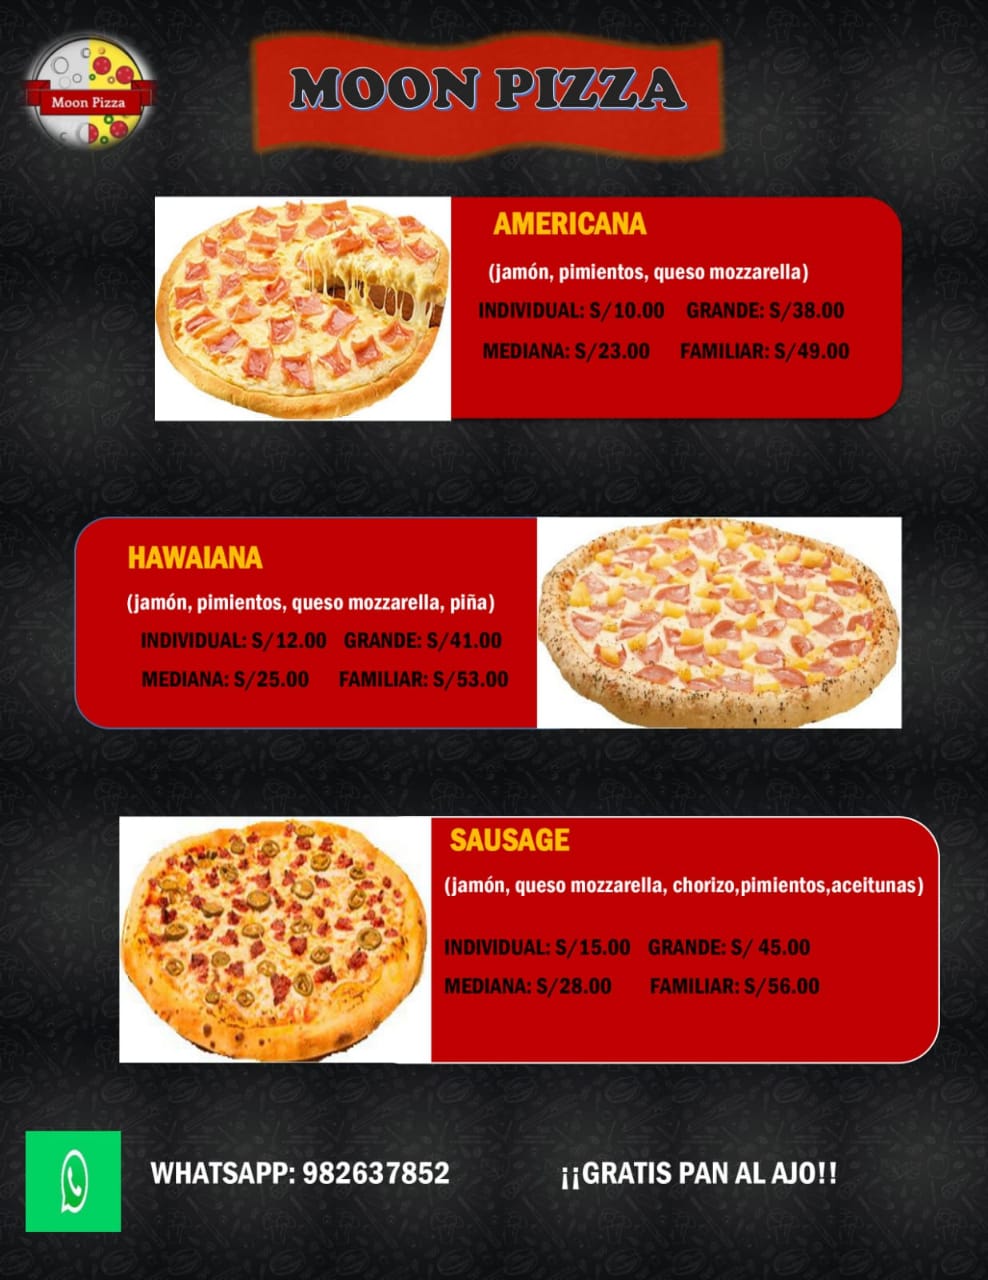 Moon Pizza
MOON PIZZA
AMERICANA
(jamón, pimientos, queso mozzarella)
INDIVIDUAL: S/10.00 GRANDE: S/38.00
MEDIANA: S/23.00 FAMILIAR: S/49.00
HAWAIANA
(jamón, pimientos, queso mozzarella, piña)
INDIVIDUAL: S/12.00 GRANDE: S/41.00
MEDIANA: S/25.00 FAMILIAR: S/53.00
SAUSAGE
(jamón, queso mozzarella, chorizo,pimientos,aceitunas)
INDIVIDUAL: S/15.00 GRANDE: S/ 45.00
MEDIANA: S/28.00 FAMILIAR: S/56.00
WHATSAPP: 982637852 ¡¡GRATIS PAN AL AJO!!